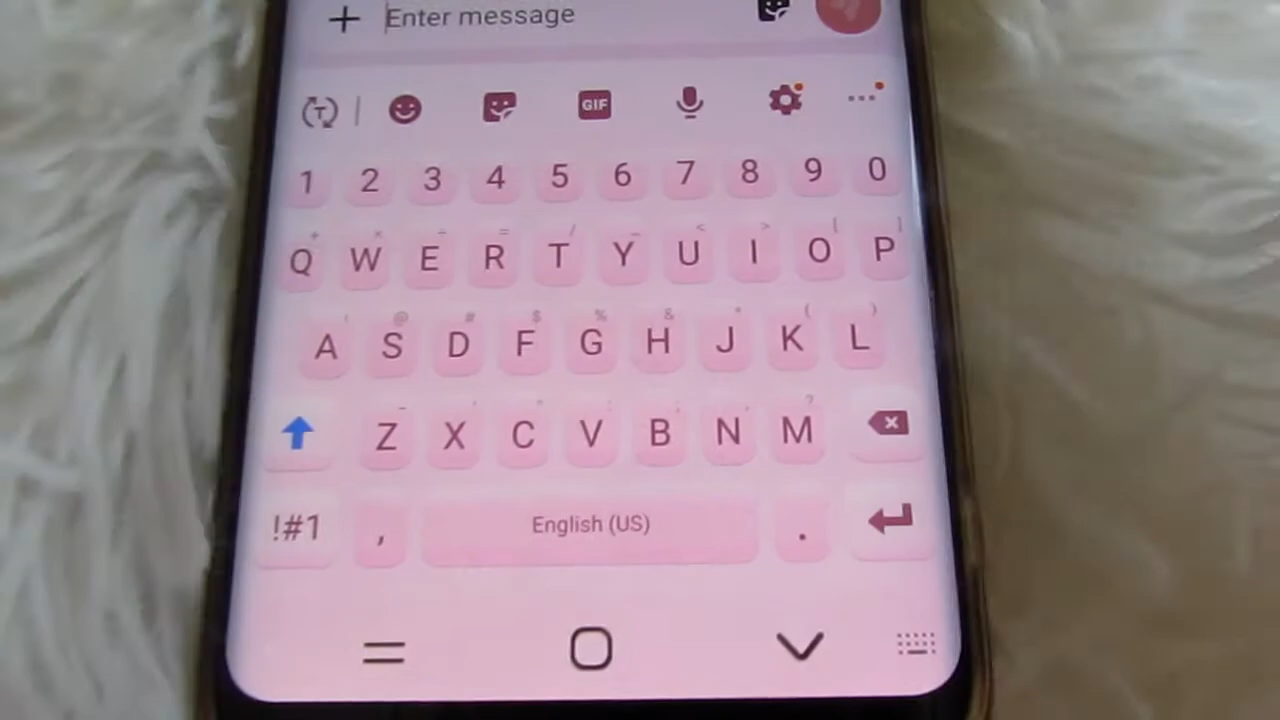 Enter message
GIF
1 2 3 4 5 6 7 8 9 0
Q W E R T Y U I O P
A S D F G H J K L
Z X C V B N M
!#1 , English (US) .